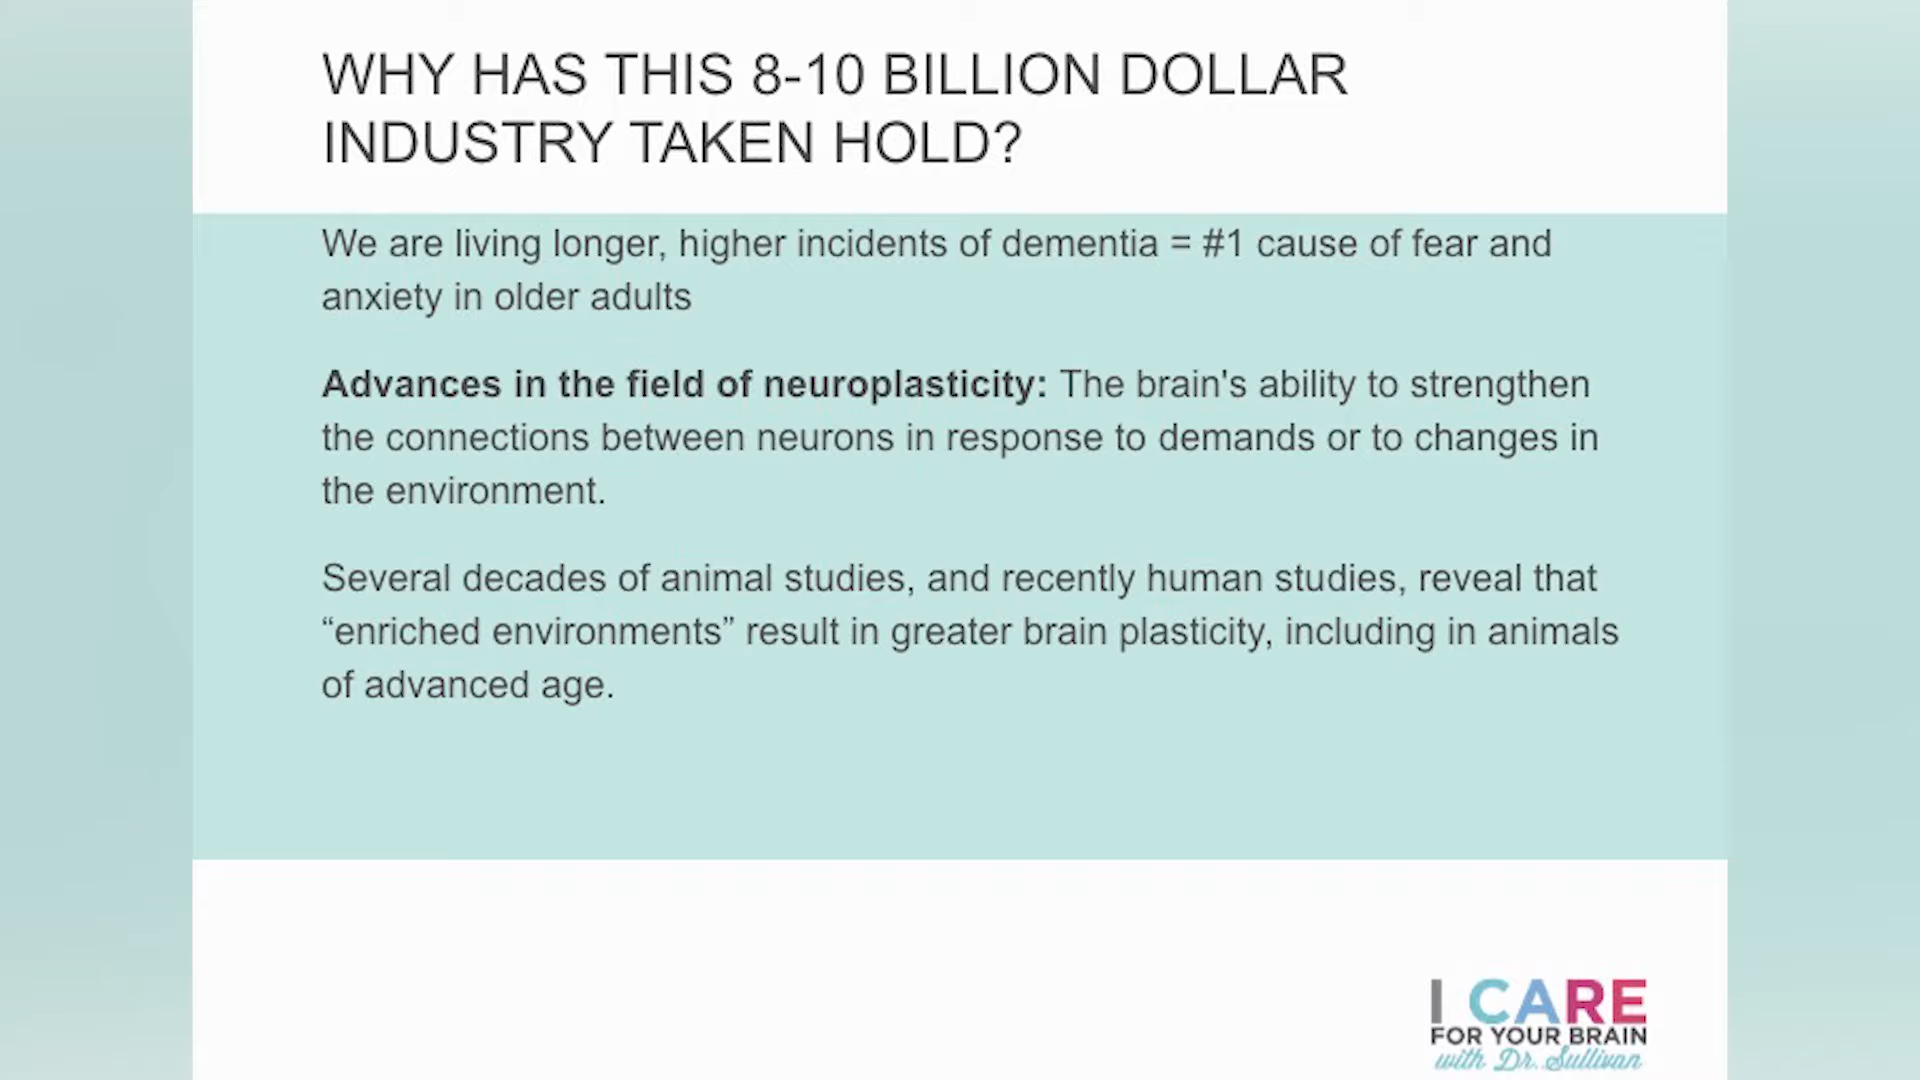 WHY HAS THIS 8-10 BILLION DOLLAR
INDUSTRY TAKEN HOLD?
We are living longer, higher incidents of dementia = #1 cause of fear and
anxiety in older adults
Advances in the field of neuroplasticity: The brain's ability to strengthen
the connections between neurons in response to demands or to changes in
the environment.
Several decades of animal studies, and recently human studies, reveal that
“enriched environments” result in greater brain plasticity, including in animals
of advanced age.
I CARE
FOR YOUR BRAIN
with Dr. Sullivan